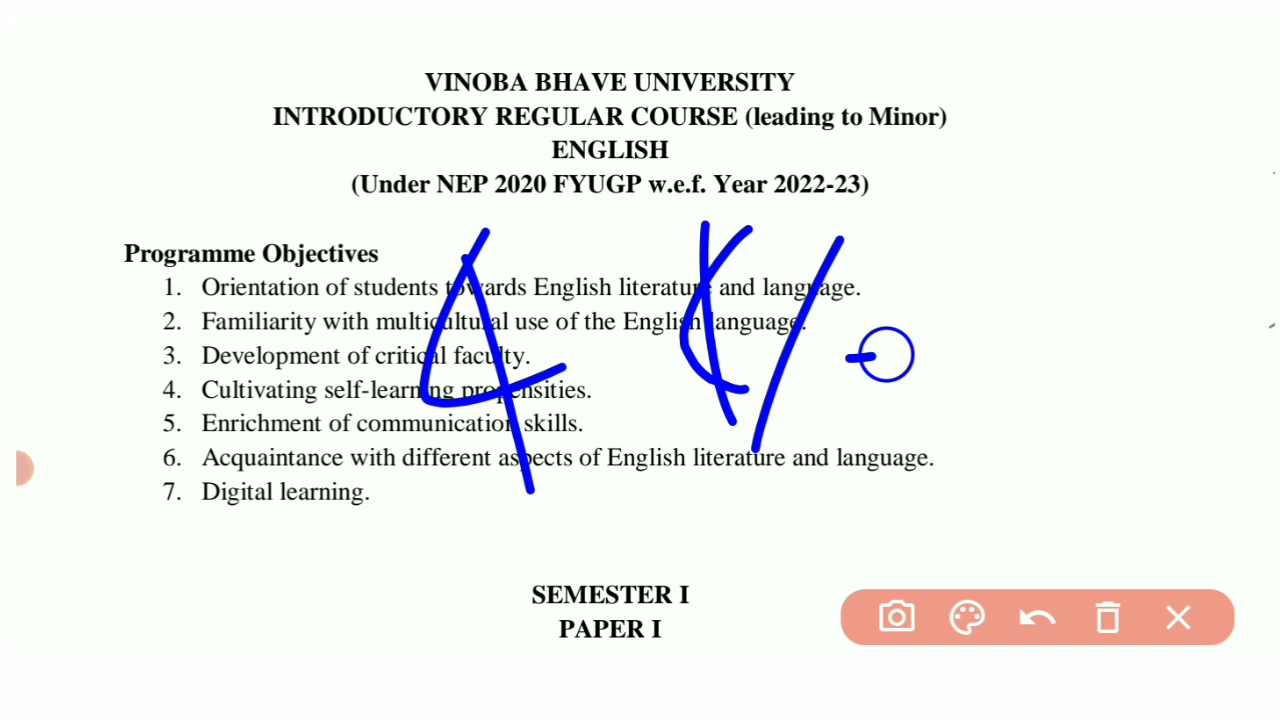 VINOBA BHAVE UNIVERSITY
INTRODUCTORY REGULAR COURSE (leading to Minor)
ENGLISH
(Under NEP 2020 FYUGP w.e.f. Year 2022-23)
Programme Objectives
1. Orientation of students towards English literature and language.
2. Familiarity with multicultural use of the English language.
3. Development of critical faculty.
4. Cultivating self-learning propensities.
5. Enrichment of communication skills.
6. Acquaintance with different aspects of English literature and language.
7. Digital learning.
SEMESTER I
PAPER I